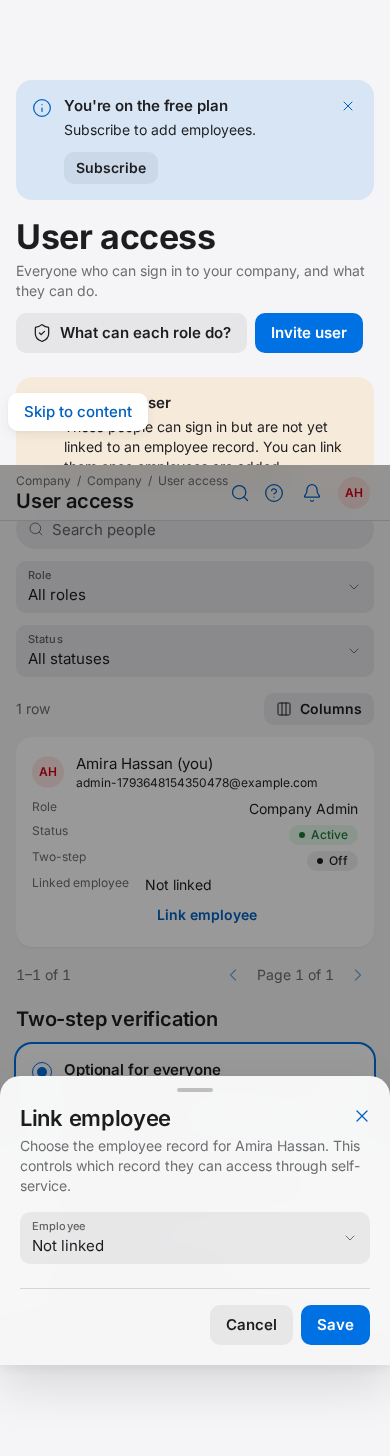 You're on the free plan
Subscribe to add employees.
Subscribe
User access
Everyone who can sign in to your company, and what
they can do.
What can each role do?
Invite user
Skip to content
ser
people can sign in but are not yet
linked to an employee record. You can link
Company / Company / User access
User access
AH
Search people
Role
All roles
Status
All statuses
1 row
Columns
AH
Amira Hassan (you)
admin-1793648154350478@example.com
Role
Company Admin
Status
Active
Two-step
Off
Linked employee
Not linked
Link employee
1–1 of 1
Page 1 of 1
Two-step verification
Optional for everyone
Link employee
Choose the employee record for Amira Hassan. This
controls which record they can access through self-
service.
Employee
Not linked
Cancel
Save